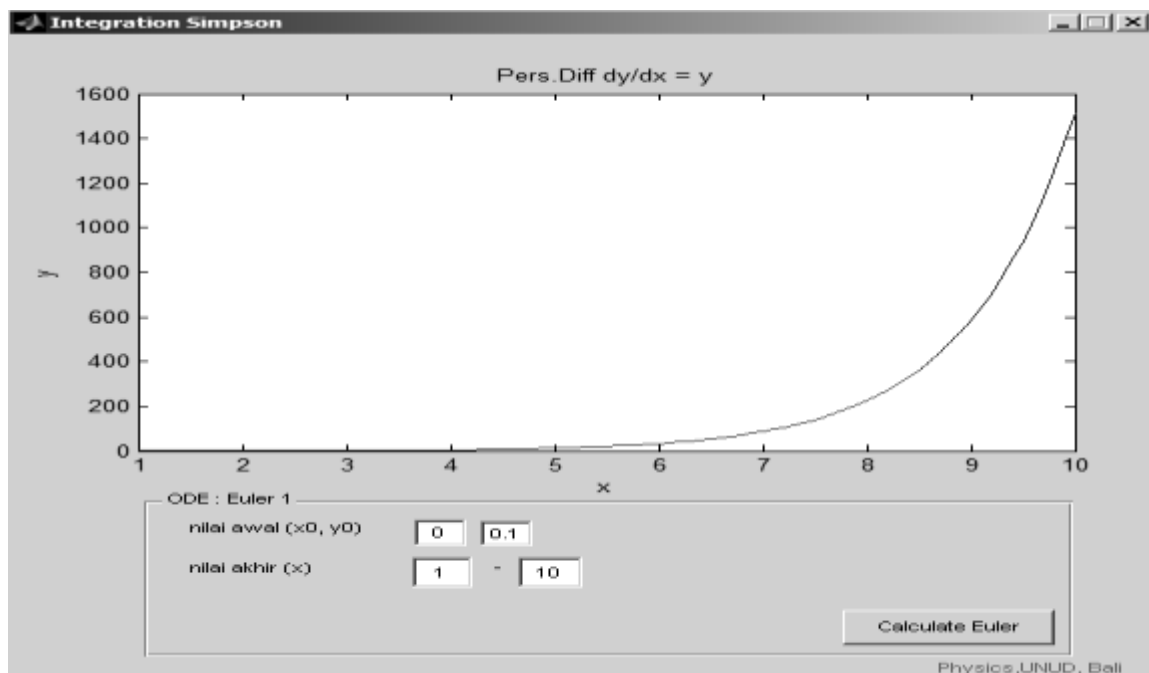 Integration Simpson
Pers.Diff dy/dx = y
1600
1400
1200
1000
800
600
400
200
0
y
1 2 3 4 5 6 7 8 9 10
x
ODE : Euler 1
nilai awal (x0, y0) 0 0.1
nilai akhir (x) 1 - 10
Calculate Euler
Physics,UNUD, Bali